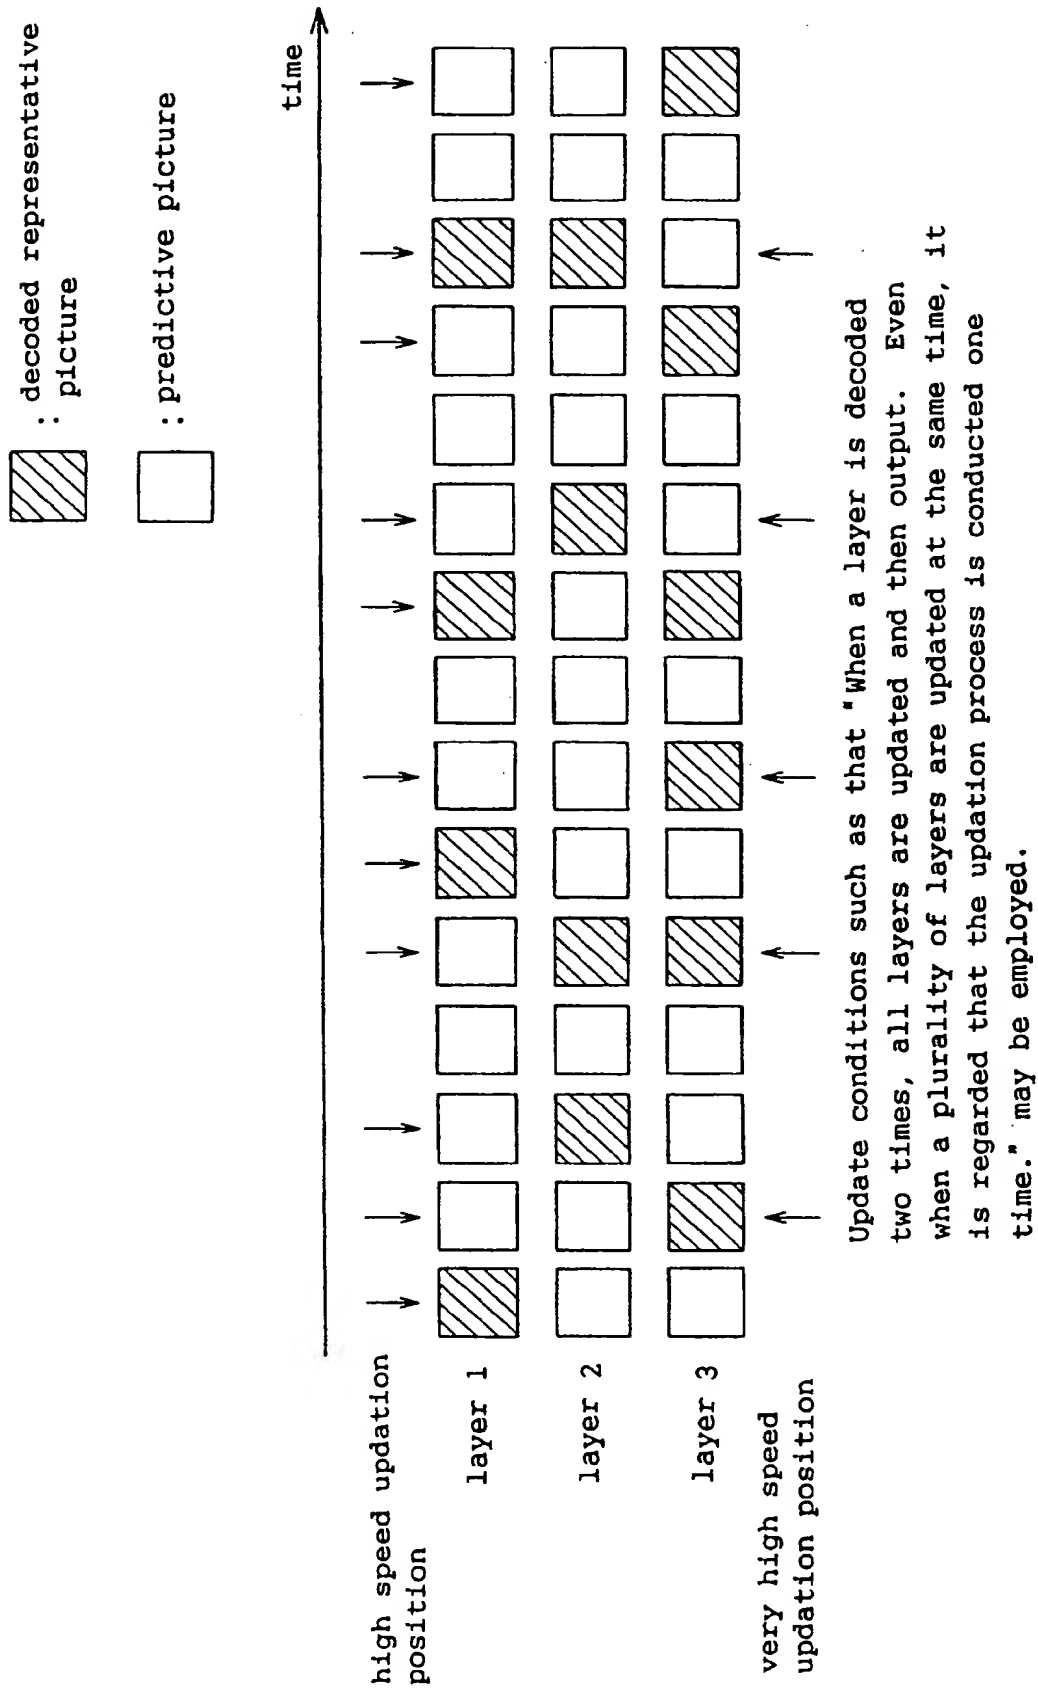 : decoded representative
picture
: predictive picture
time
high speed updation
position
layer 1
layer 2
layer 3
very high speed
updation position
Update conditions such as that "When a layer is decoded
two times, all layers are updated and then output.  Even
when a plurality of layers are updated at the same time, it
is regarded that the updation process is conducted one
time." may be employed.